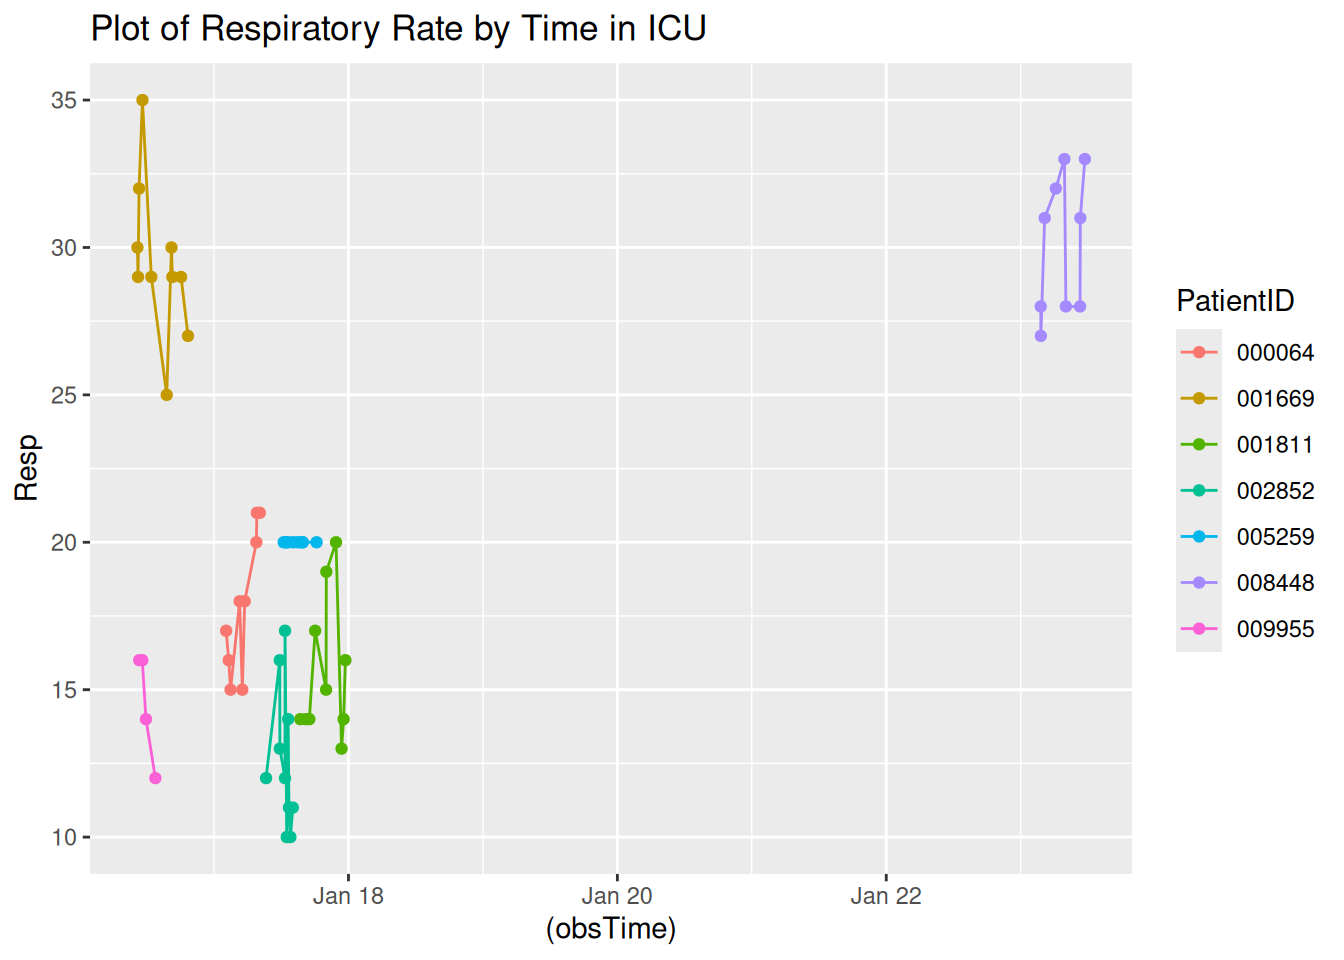 Plot of Respiratory Rate by Time in ICU
35
30
25
20
15
10
Resp
Jan 18
Jan 20
Jan 22
(obsTime)
PatientID
000064
001669
001811
002852
005259
008448
009955